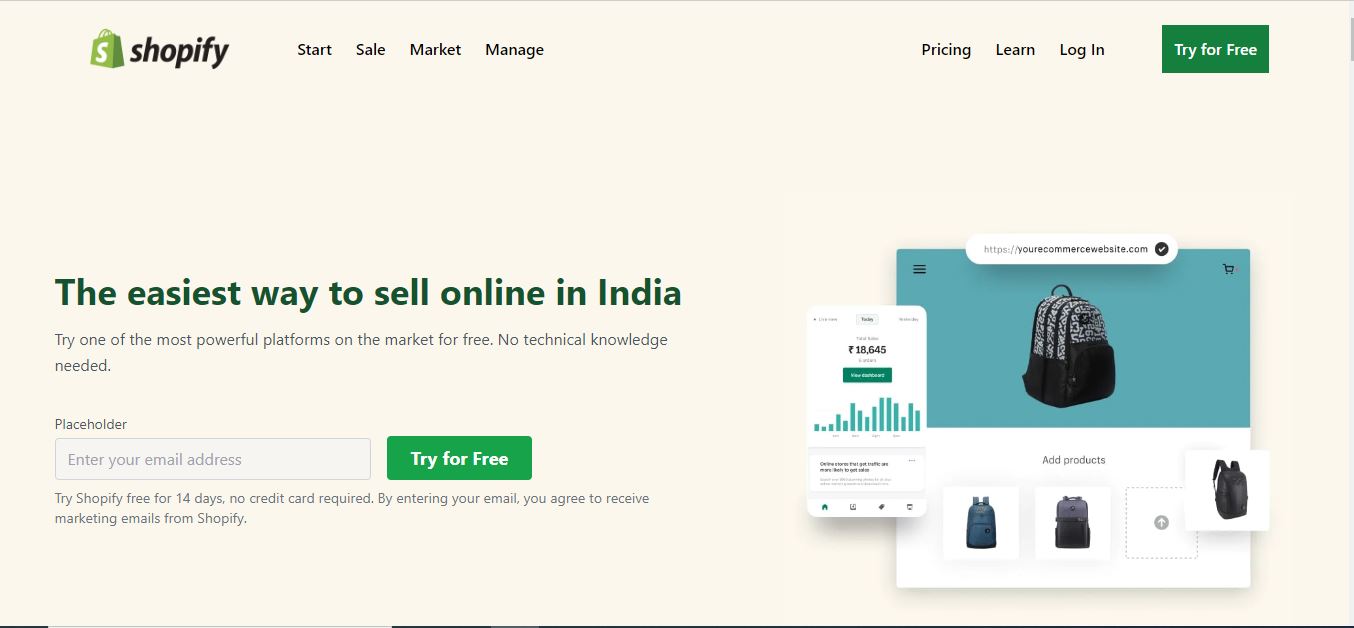 shopify
Start Sale Market Manage
Pricing Learn Log In
Try for Free
The easiest way to sell online in India
Try one of the most powerful platforms on the market for free. No technical knowledge
needed.
Placeholder
Enter your email address
Try for Free
Try Shopify free for 14 days, no credit card required. By entering your email, you agree to receive
marketing emails from Shopify.
https://yourecommercewebsite.com
Live view Today Yesterday
Total Sales
₹ 18,645
View dashboard
Online stores that get traffic are
more likely to get sales
Add products